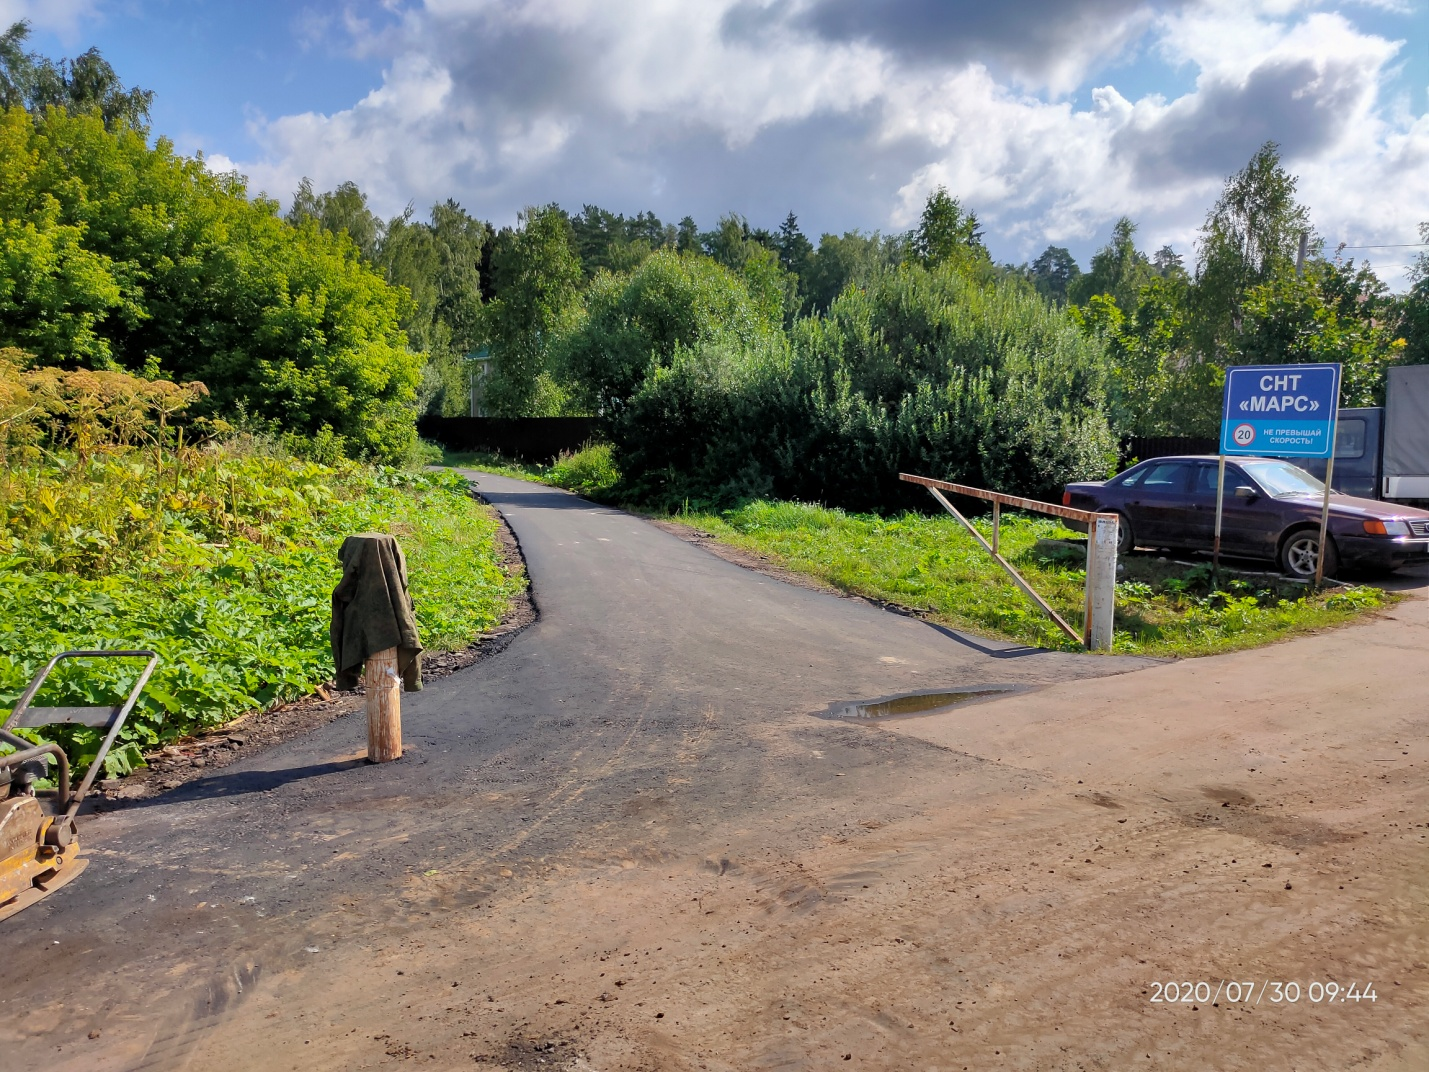 СНТ
«МАРС»
20
НЕ ПРЕВЫШАЙ
СКОРОСТЬ!
2020/07/30 09:44